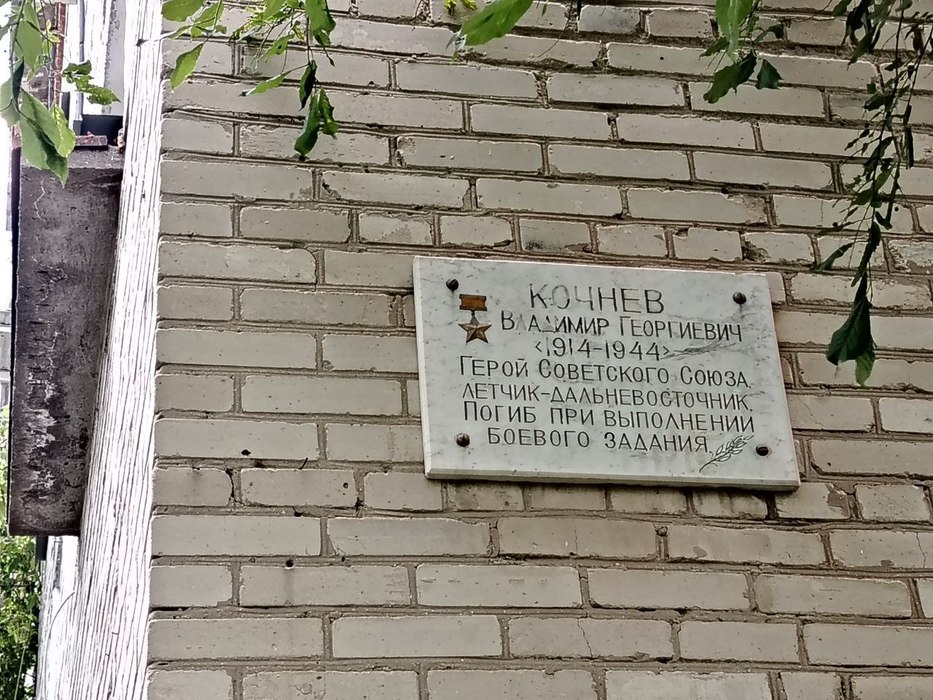 КОЧНЕВ
ВЛАДИМИР ГЕОРГИЕВИЧ
<1914-1944>
ГЕРОЙ СОВЕТСКОГО СОЮЗА.
ЛЕТЧИК-ДАЛЬНЕВОСТОЧНИК.
ПОГИБ ПРИ ВЫПОЛНЕНИИ
БОЕВОГО ЗАДАНИЯ.